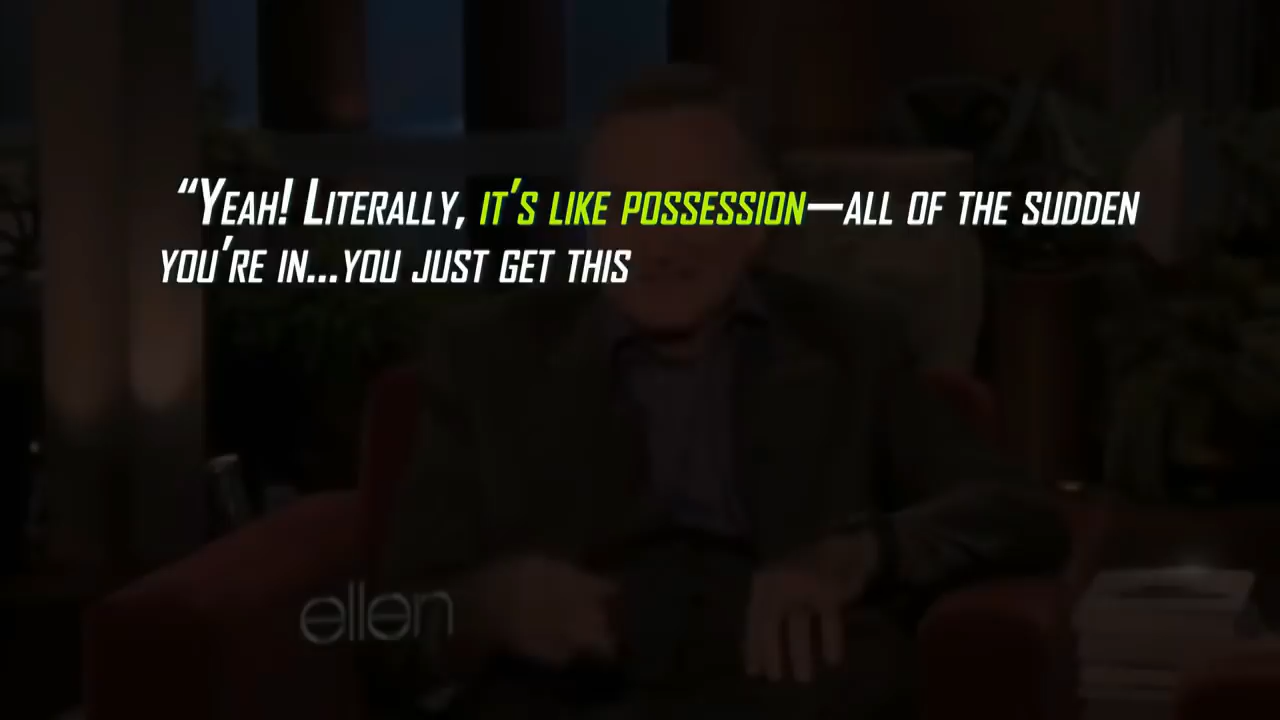 “Yeah! Literally, it’s like possession—all of the sudden
you’re in...you just get this
ellen